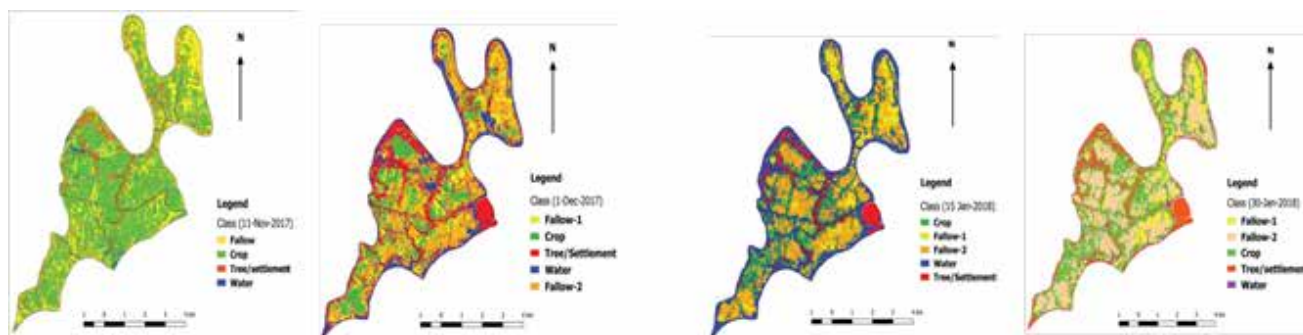 N
Legend
Class (11-Nov-2017)
Fallow
Crop
Tree/settlement
Water
Legend
Class (1-Dec-2017)
Fallow-1
Crop
Tree/Settlement
Water
Fallow-2
N
Legend
Class (15 Jan-2018)
Crop
Fallow-1
Fallow-2
Water
Tree/Settlement
N
Legend
Class (30-Jan-2018)
Fallow-1
Fallow-2
Crop
Tree/settlement
Water